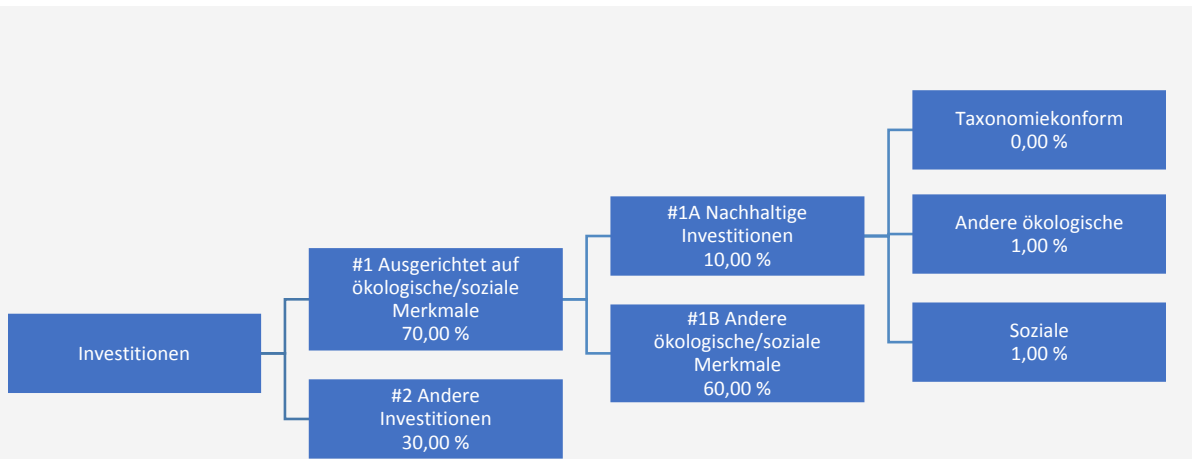 Investitionen
#1 Ausgerichtet auf
ökologische/soziale
Merkmale
70,00 %
#2 Andere
Investitionen
30,00 %
#1A Nachhaltige
Investitionen
10,00 %
#1B Andere
ökologische/soziale
Merkmale
60,00 %
Taxonomiekonform
0,00 %
Andere ökologische
1,00 %
Soziale
1,00 %